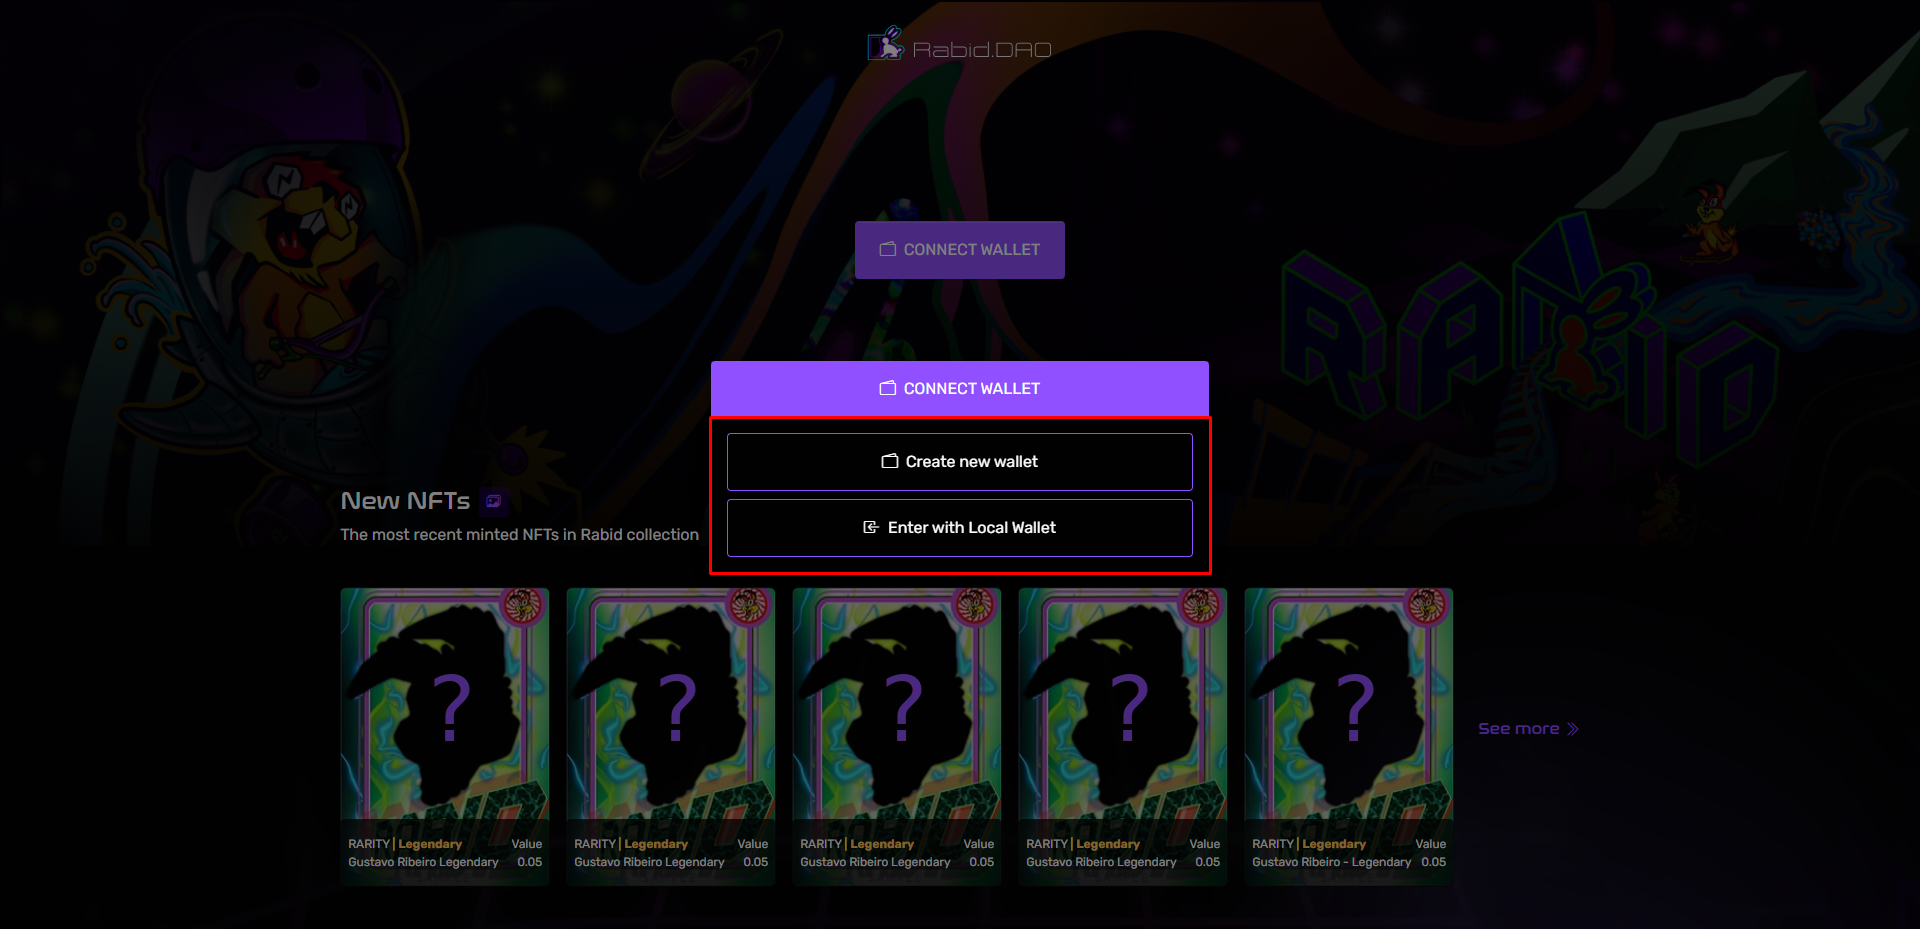 Rabid.DAO
CONNECT WALLET
RABID
CONNECT WALLET
Create new wallet
Enter with Local Wallet
New NFTs
The most recent minted NFTs in Rabid collection
?
?
?
?
?
See more
RARITY | Legendary Value
Gustavo Ribeiro Legendary 0.05
RARITY | Legendary Value
Gustavo Ribeiro Legendary 0.05
RARITY | Legendary Value
Gustavo Ribeiro Legendary 0.05
RARITY | Legendary Value
Gustavo Ribeiro Legendary 0.05
RARITY | Legendary Value
Gustavo Ribeiro - Legendary 0.05